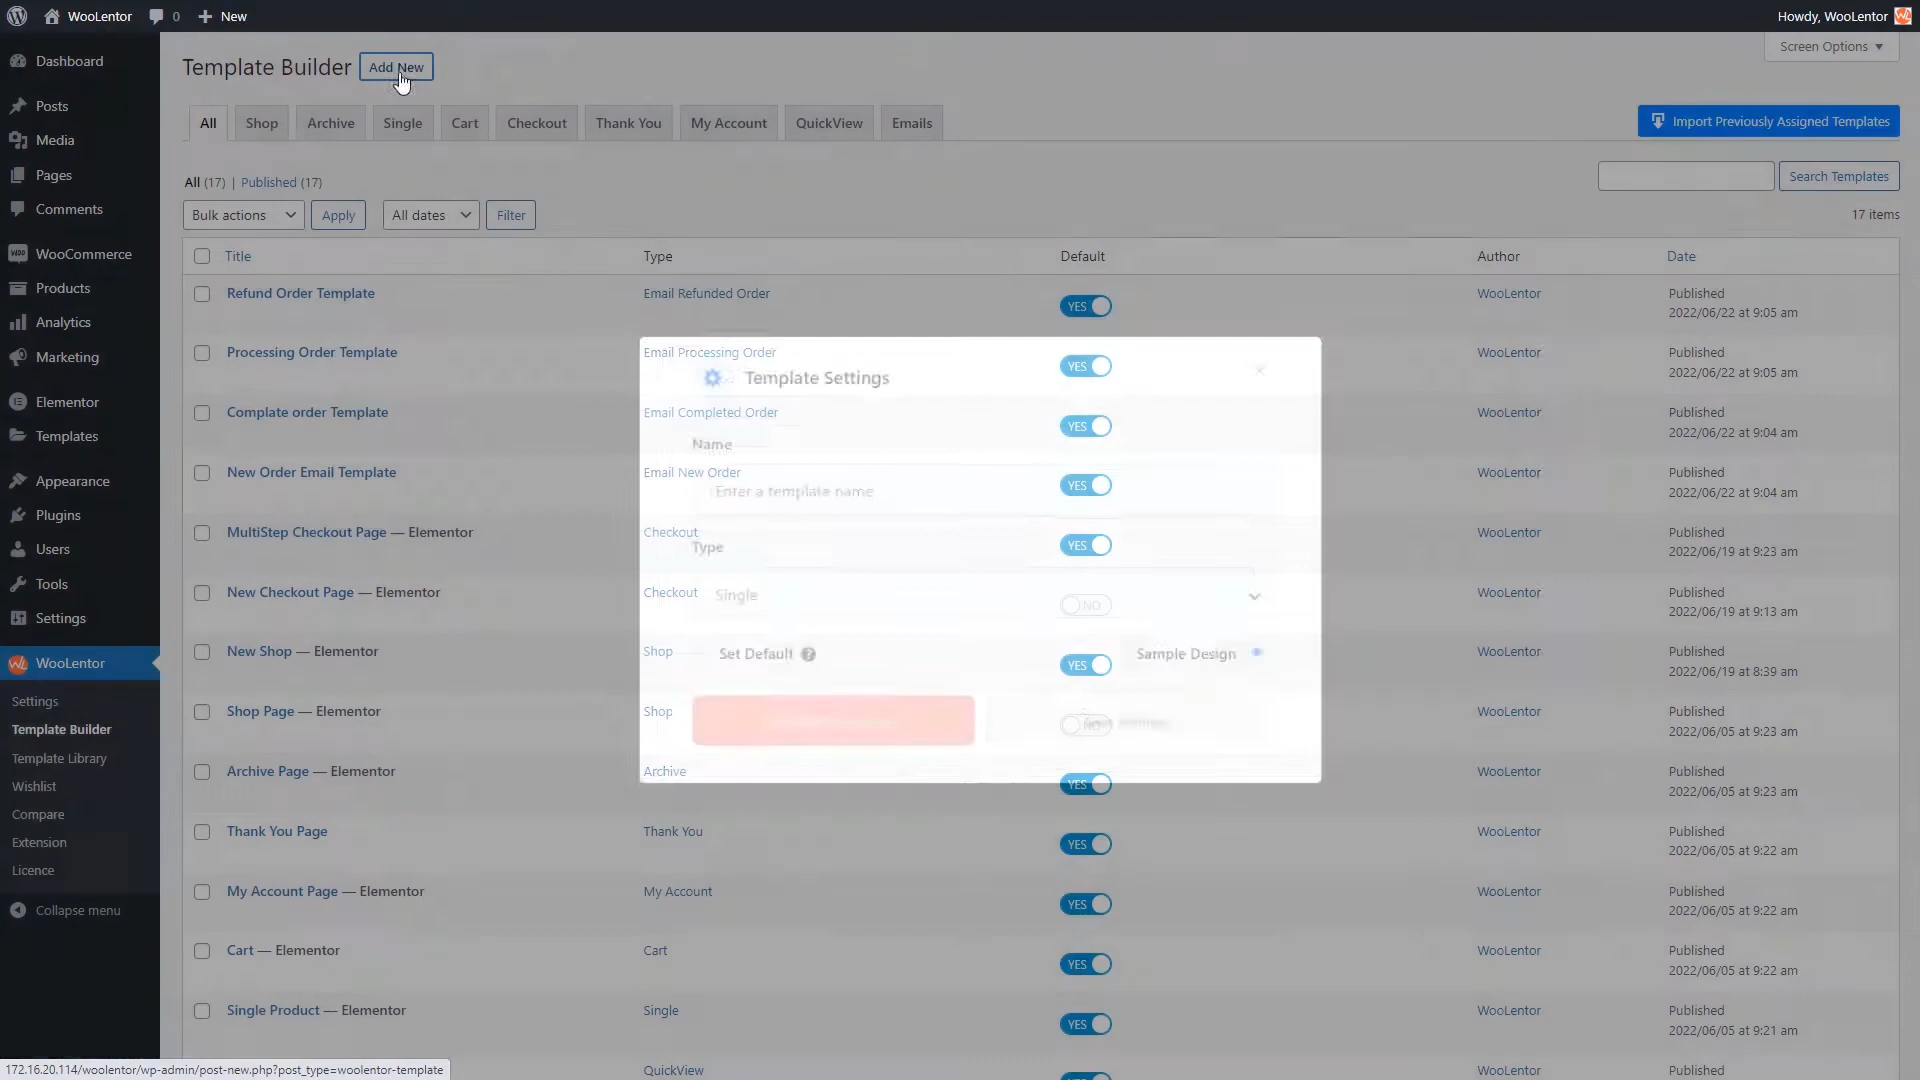 WooLentor 0 New Howdy, WooLentor
Screen Options
Template Builder Add New
All Shop Archive Single Cart Checkout Thank You My Account QuickView Emails
Import Previously Assigned Templates
All (17) | Published (17)
Search Templates
Bulk actions Apply All dates Filter
17 items
Title Type Default Author Date
Refund Order Template Email Refunded Order YES WooLentor Published
2022/06/22 at 9:05 am
Processing Order Template Email Processing Order YES WooLentor Published
2022/06/22 at 9:05 am
Complate order Template Email Completed Order YES WooLentor Published
2022/06/22 at 9:04 am
New Order Email Template Email New Order YES WooLentor Published
2022/06/22 at 9:04 am
MultiStep Checkout Page — Elementor Checkout YES WooLentor Published
2022/06/19 at 9:23 am
New Checkout Page — Elementor Checkout NO WooLentor Published
2022/06/19 at 9:13 am
New Shop — Elementor Shop YES WooLentor Published
2022/06/19 at 8:39 am
Shop Page — Elementor Shop NO WooLentor Published
2022/06/05 at 9:23 am
Archive Page — Elementor Archive YES WooLentor Published
2022/06/05 at 9:23 am
Thank You Page Thank You YES WooLentor Published
2022/06/05 at 9:22 am
My Account Page — Elementor My Account YES WooLentor Published
2022/06/05 at 9:22 am
Cart — Elementor Cart YES WooLentor Published
2022/06/05 at 9:22 am
Single Product — Elementor Single YES WooLentor Published
2022/06/05 at 9:21 am
QuickView WooLentor Published
Template Settings
Name
Enter a template name
Type
Single
Set Default ?
Sample Design
Dashboard
Posts
Media
Pages
Comments
WooCommerce
Products
Analytics
Marketing
Elementor
Templates
Appearance
Plugins
Users
Tools
Settings
WooLentor
Settings
Template Builder
Template Library
Wishlist
Compare
Extension
Licence
Collapse menu
172.16.20.114/woolentor/wp-admin/post-new.php?post_type=woolentor-template